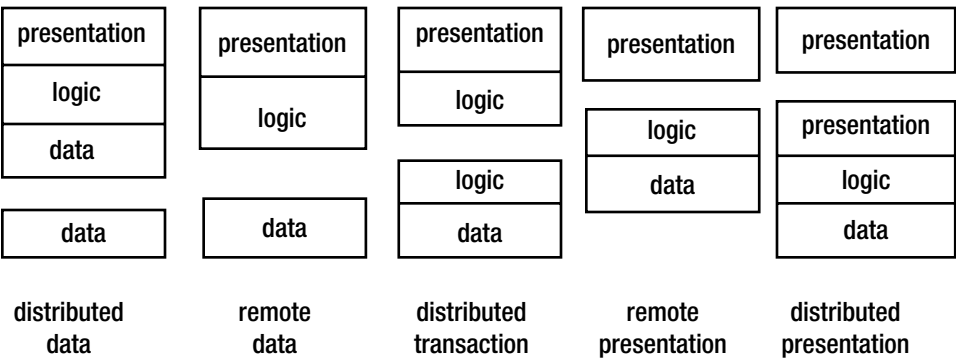 presentation
logic
data
data
distributed
data
presentation
logic
data
remote
data
presentation
logic
logic
data
distributed
transaction
presentation
logic
data
remote
presentation
presentation
presentation
logic
data
distributed
presentation